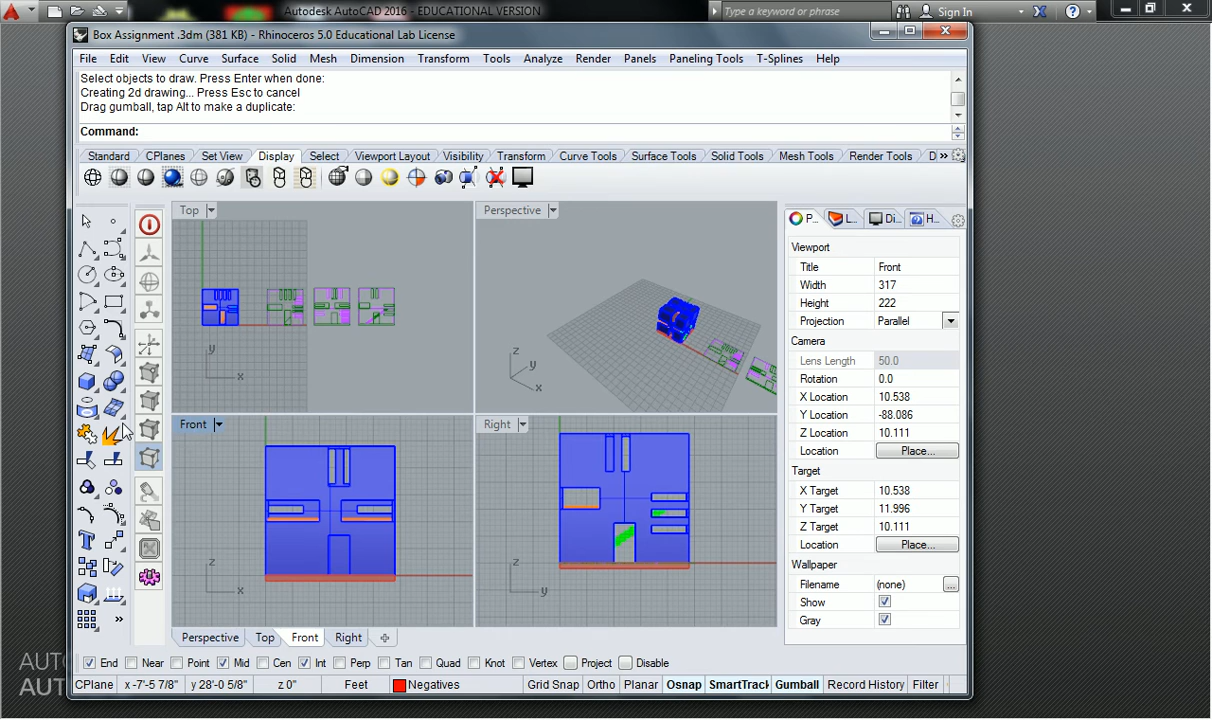 Autodesk AutoCAD 2016 - EDUCATIONAL VERSION
Type a keyword or phrase
Sign In
Box Assignment .3dm (381 KB) - Rhinoceros 5.0 Educational Lab License
File Edit View Curve Surface Solid Mesh Dimension Transform Tools Analyze Render Panels Paneling Tools T-Splines Help
Select objects to draw. Press Enter when done:
Creating 2d drawing... Press Esc to cancel
Drag gumball, tap Alt to make a duplicate:
Command:
Standard CPlanes Set View Display Select Viewport Layout Visibility Transform Curve Tools Surface Tools Solid Tools Mesh Tools Render Tools D »
Top
Perspective
P... L... Di... H...
Viewport
Title Front
Width 317
Height 222
Projection Parallel
Camera
Lens Length 50.0
Rotation 0.0
X Location 10.538
Y Location -88.086
Z Location 10.111
Location Place...
Target
X Target 10.538
Y Target 11.996
Z Target 10.111
Location Place...
Wallpaper
Filename (none) ...
Show
Gray
y
x
z
y
x
Front
Right
z
x
z
y
Perspective Top Front Right
End Near Point Mid Cen Int Perp Tan Quad Knot Vertex Project Disable
CPlane x -7'-5 7/8" y 28'-0 5/8" z 0" Feet Negatives Grid Snap Ortho Planar Osnap SmartTrack Gumball Record History Filter
AUTO
AUT